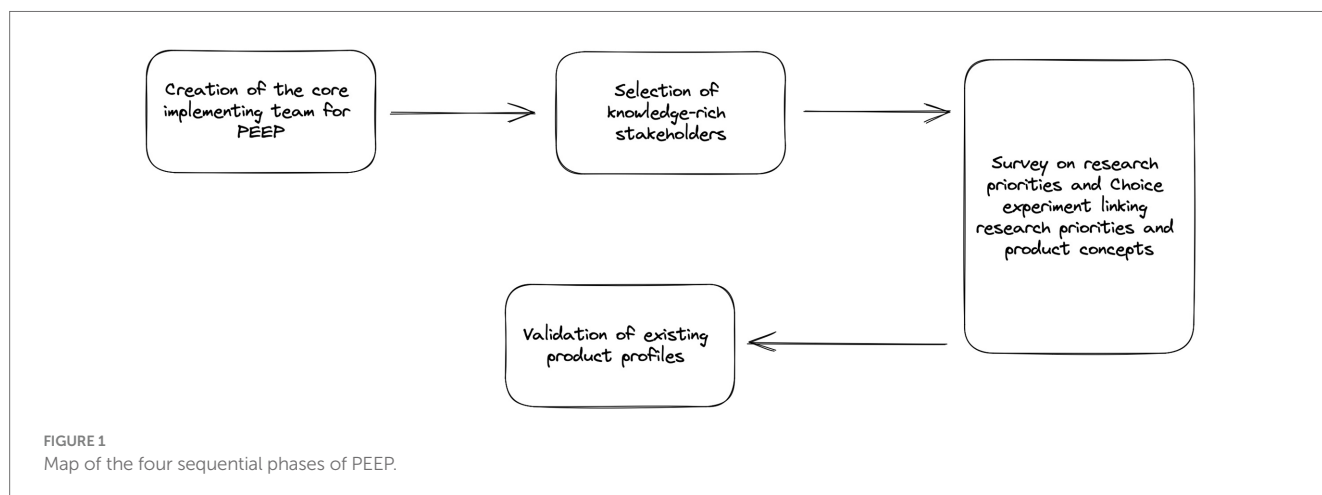 Creation of the core
implementing team for
PEEP
Selection of
knowledge-rich
stakeholders
Survey on research
priorities and Choice
experiment linking
research priorities and
product concepts
Validation of existing
product profiles
FIGURE 1
Map of the four sequential phases of PEEP.